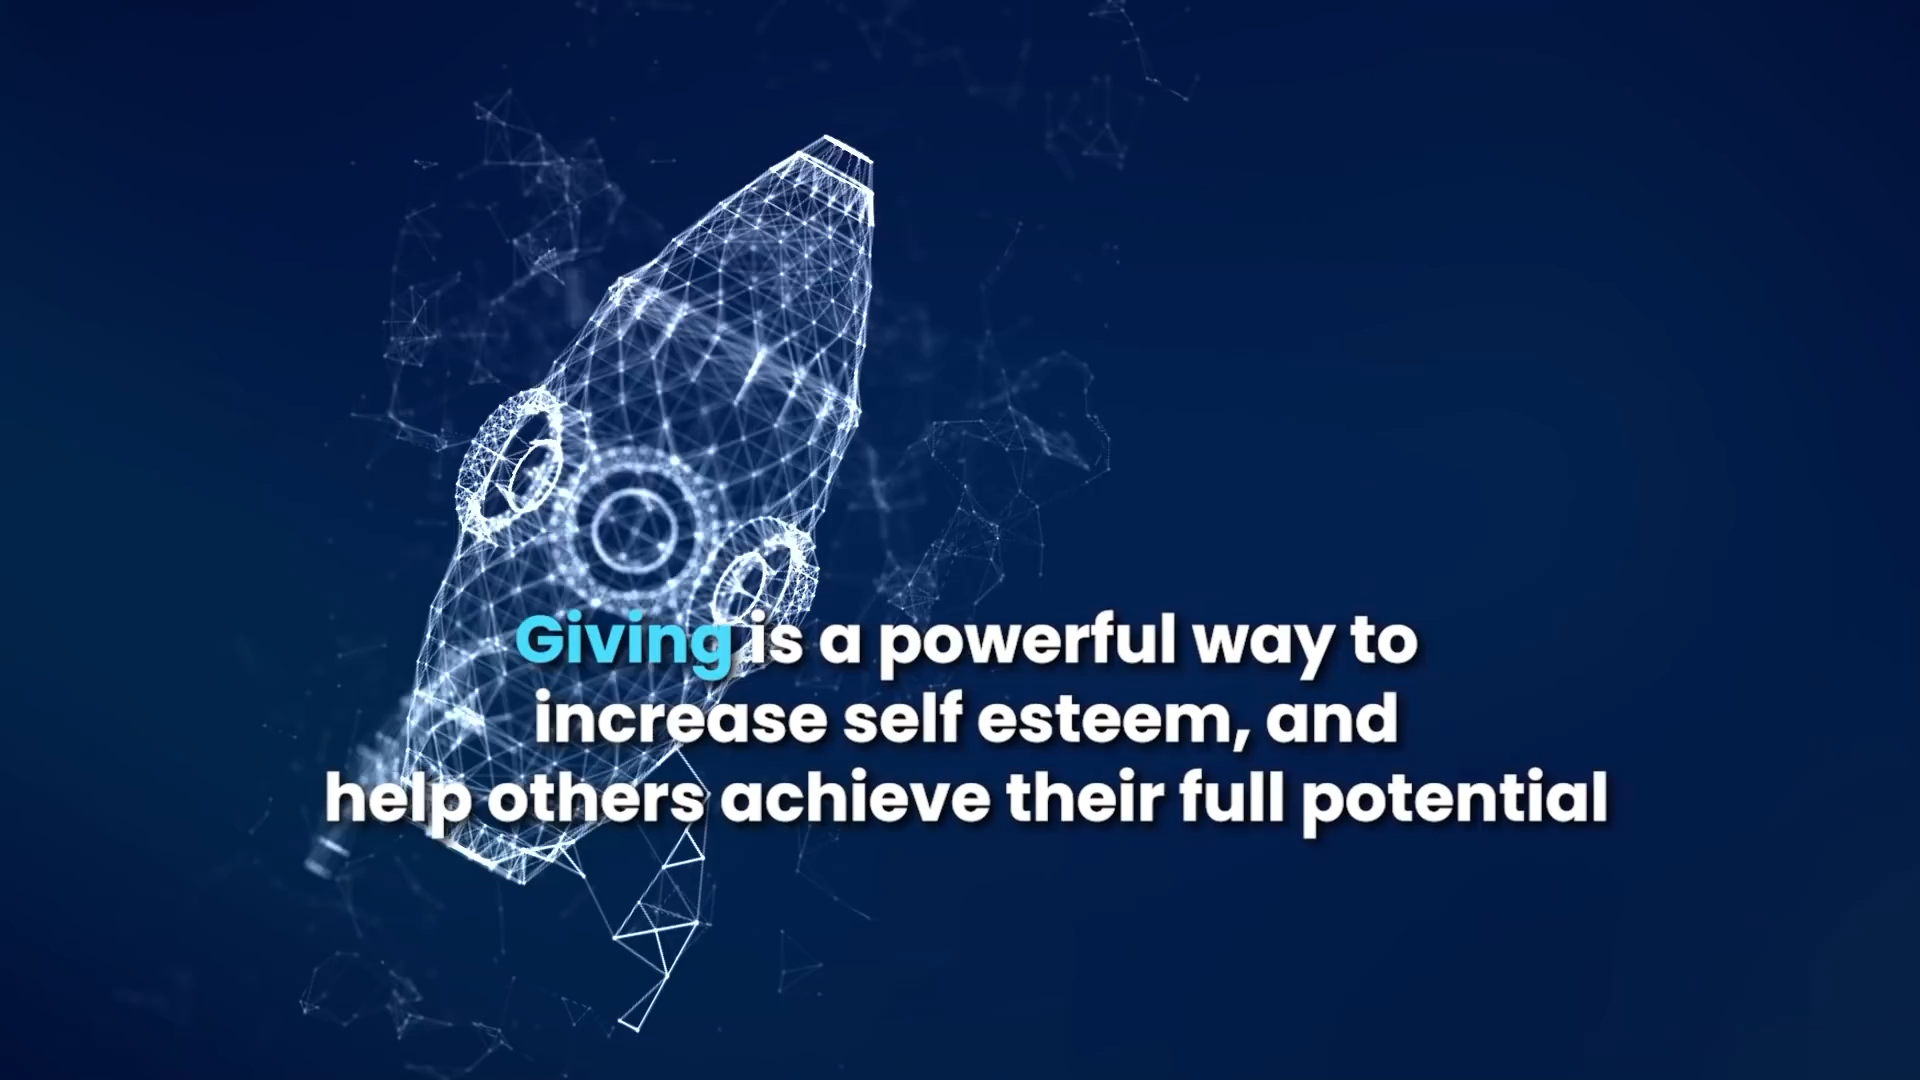 Giving is a powerful way to
increase self esteem, and
help others achieve their full potential